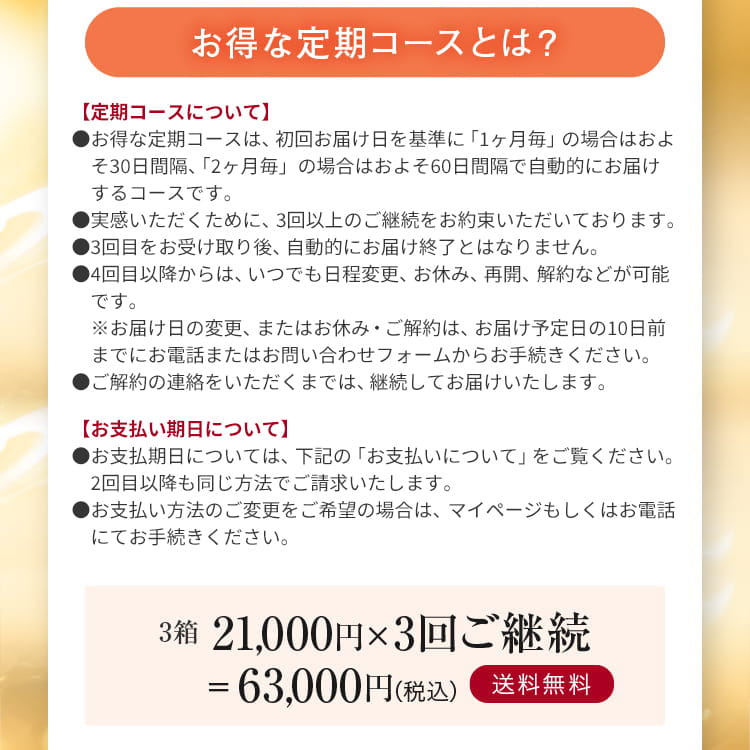 お得な定期コースとは？
【定期コースについて】
●お得な定期コースは、初回お届け日を基準に「1ヶ月毎」の場合はおよ
そ30日間隔、「2ヶ月毎」の場合はおよそ60日間隔で自動的にお届け
するコースです。
●実感いただくために、3回以上のご継続をお約束いただいております。
●3回目をお受け取り後、自動的にお届け終了とはなりません。
●4回目以降からは、いつでも日程変更、お休み、再開、解約などが可能
です。
※お届け日の変更、またはお休み・ご解約は、お届け予定日の10日前
までにお電話またはお問い合わせフォームからお手続きください。
●ご解約の連絡をいただくまでは、継続してお届けいたします。
【お支払い期日について】
●お支払期日については、下記の「お支払いについて」をご覧ください。
2回目以降も同じ方法でご請求いたします。
●お支払い方法のご変更をご希望の場合は、マイページもしくはお電話
にてお手続きください。
3箱 21,000円×3回ご継続
＝63,000円(税込) 送料無料